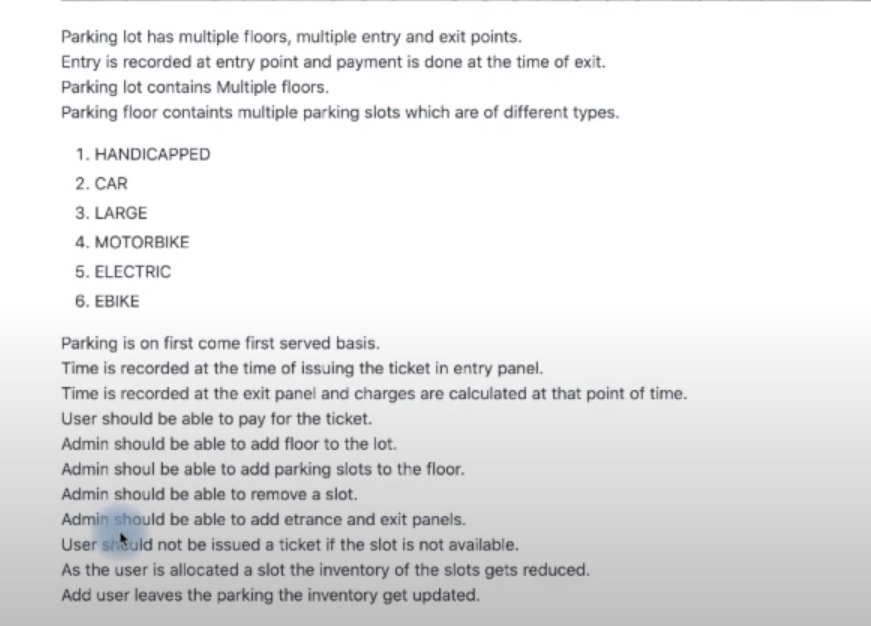 Parking lot has multiple floors, multiple entry and exit points.
Entry is recorded at entry point and payment is done at the time of exit.
Parking lot contains Multiple floors.
Parking floor containts multiple parking slots which are of different types.
1. HANDICAPPED
2. CAR
3. LARGE
4. MOTORBIKE
5. ELECTRIC
6. EBIKE
Parking is on first come first served basis.
Time is recorded at the time of issuing the ticket in entry panel.
Time is recorded at the exit panel and charges are calculated at that point of time.
User should be able to pay for the ticket.
Admin should be able to add floor to the lot.
Admin shoul be able to add parking slots to the floor.
Admin should be able to remove a slot.
Admin should be able to add etrance and exit panels.
User should not be issued a ticket if the slot is not available.
As the user is allocated a slot the inventory of the slots gets reduced.
Add user leaves the parking the inventory get updated.